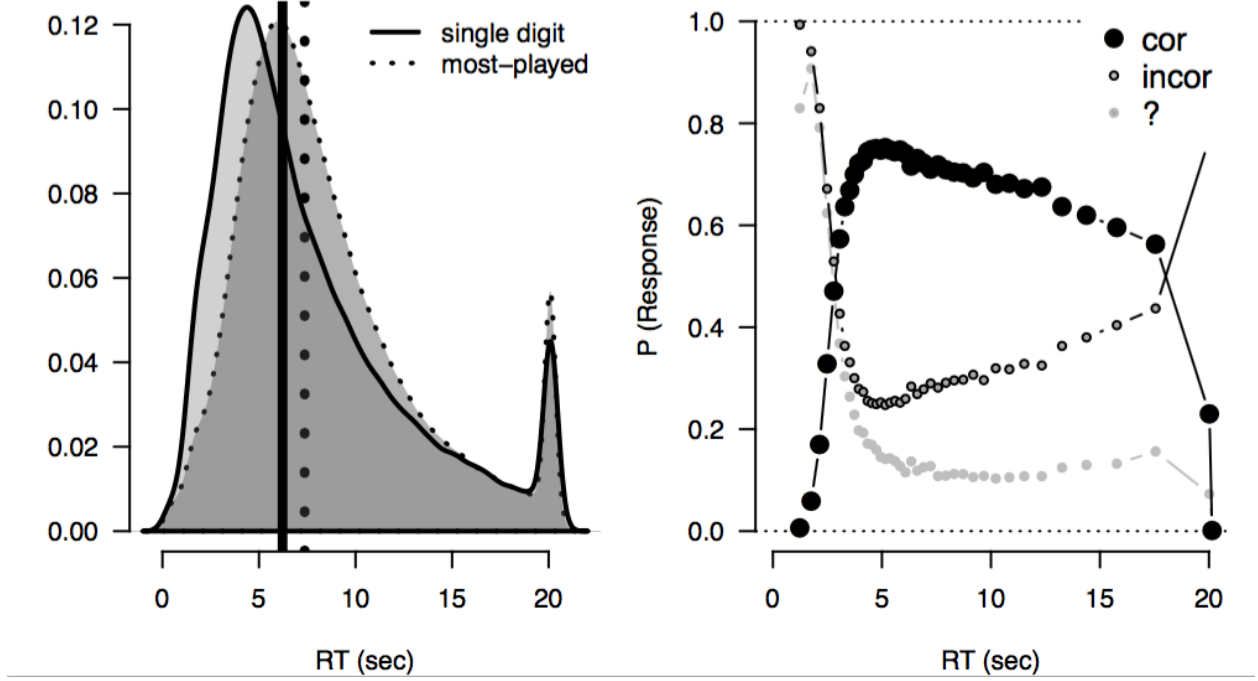 0.12
0.10
0.08
0.06
0.04
0.02
0.00
single digit
most–played
0 5 10 15 20
RT (sec)
P (Response)
1.0
0.8
0.6
0.4
0.2
0.0
cor
incor
?
0 5 10 15 20
RT (sec)